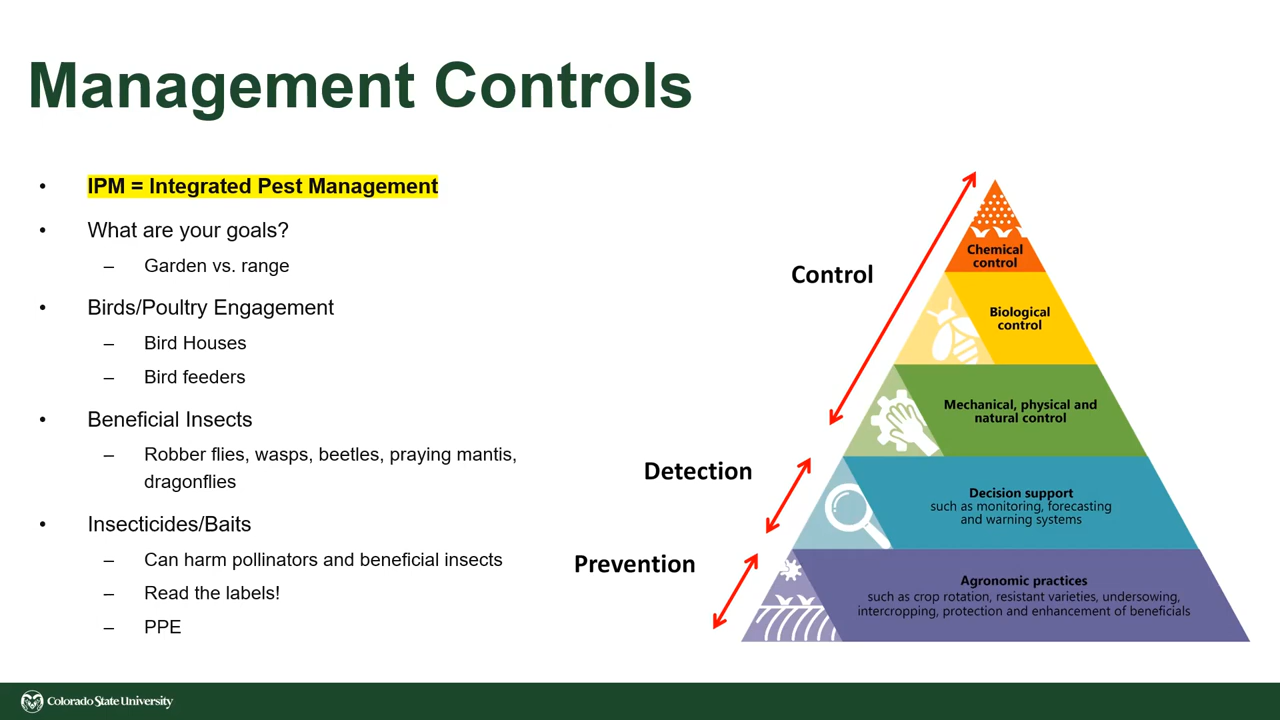 Management Controls
• IPM = Integrated Pest Management
• What are your goals?
– Garden vs. range
• Birds/Poultry Engagement
– Bird Houses
– Bird feeders
• Beneficial Insects
– Robber flies, wasps, beetles, praying mantis,
dragonflies
• Insecticides/Baits
– Can harm pollinators and beneficial insects
– Read the labels!
– PPE
Control
Detection
Prevention
Chemical
control
Biological
control
Mechanical, physical and
natural control
Decision support
such as monitoring, forecasting
and warning systems
Agronomic practices
such as crop rotation, resistant varieties, undersowing,
intercropping, protection and enhancement of beneficials
Colorado State University